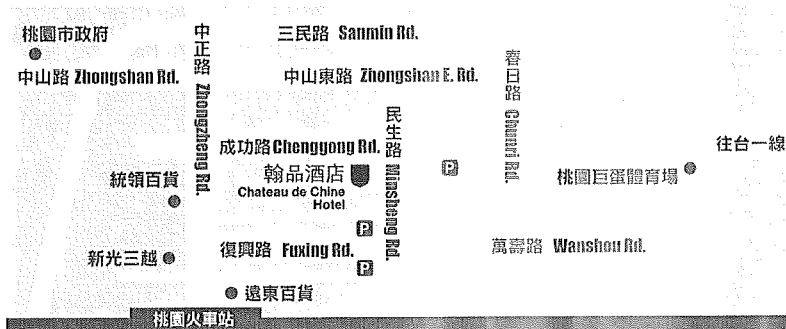 桃園市政府
中山路 Zhongshan Rd.
中正路 Zhongzheng Rd.
三民路 Sanmin Rd.
中山東路 Zhongshan E. Rd.
春日路 Chunri Rd.
民生路 Minsheng Rd.
成功路 Chenggong Rd.
翰品酒店
Chateau de Chine
Hotel
P
往台一線
桃園巨蛋體育場
統領百貨
P
新光三越
復興路 Fuxing Rd.
P
萬壽路 Wanshou Rd.
遠東百貨
桃園火車站